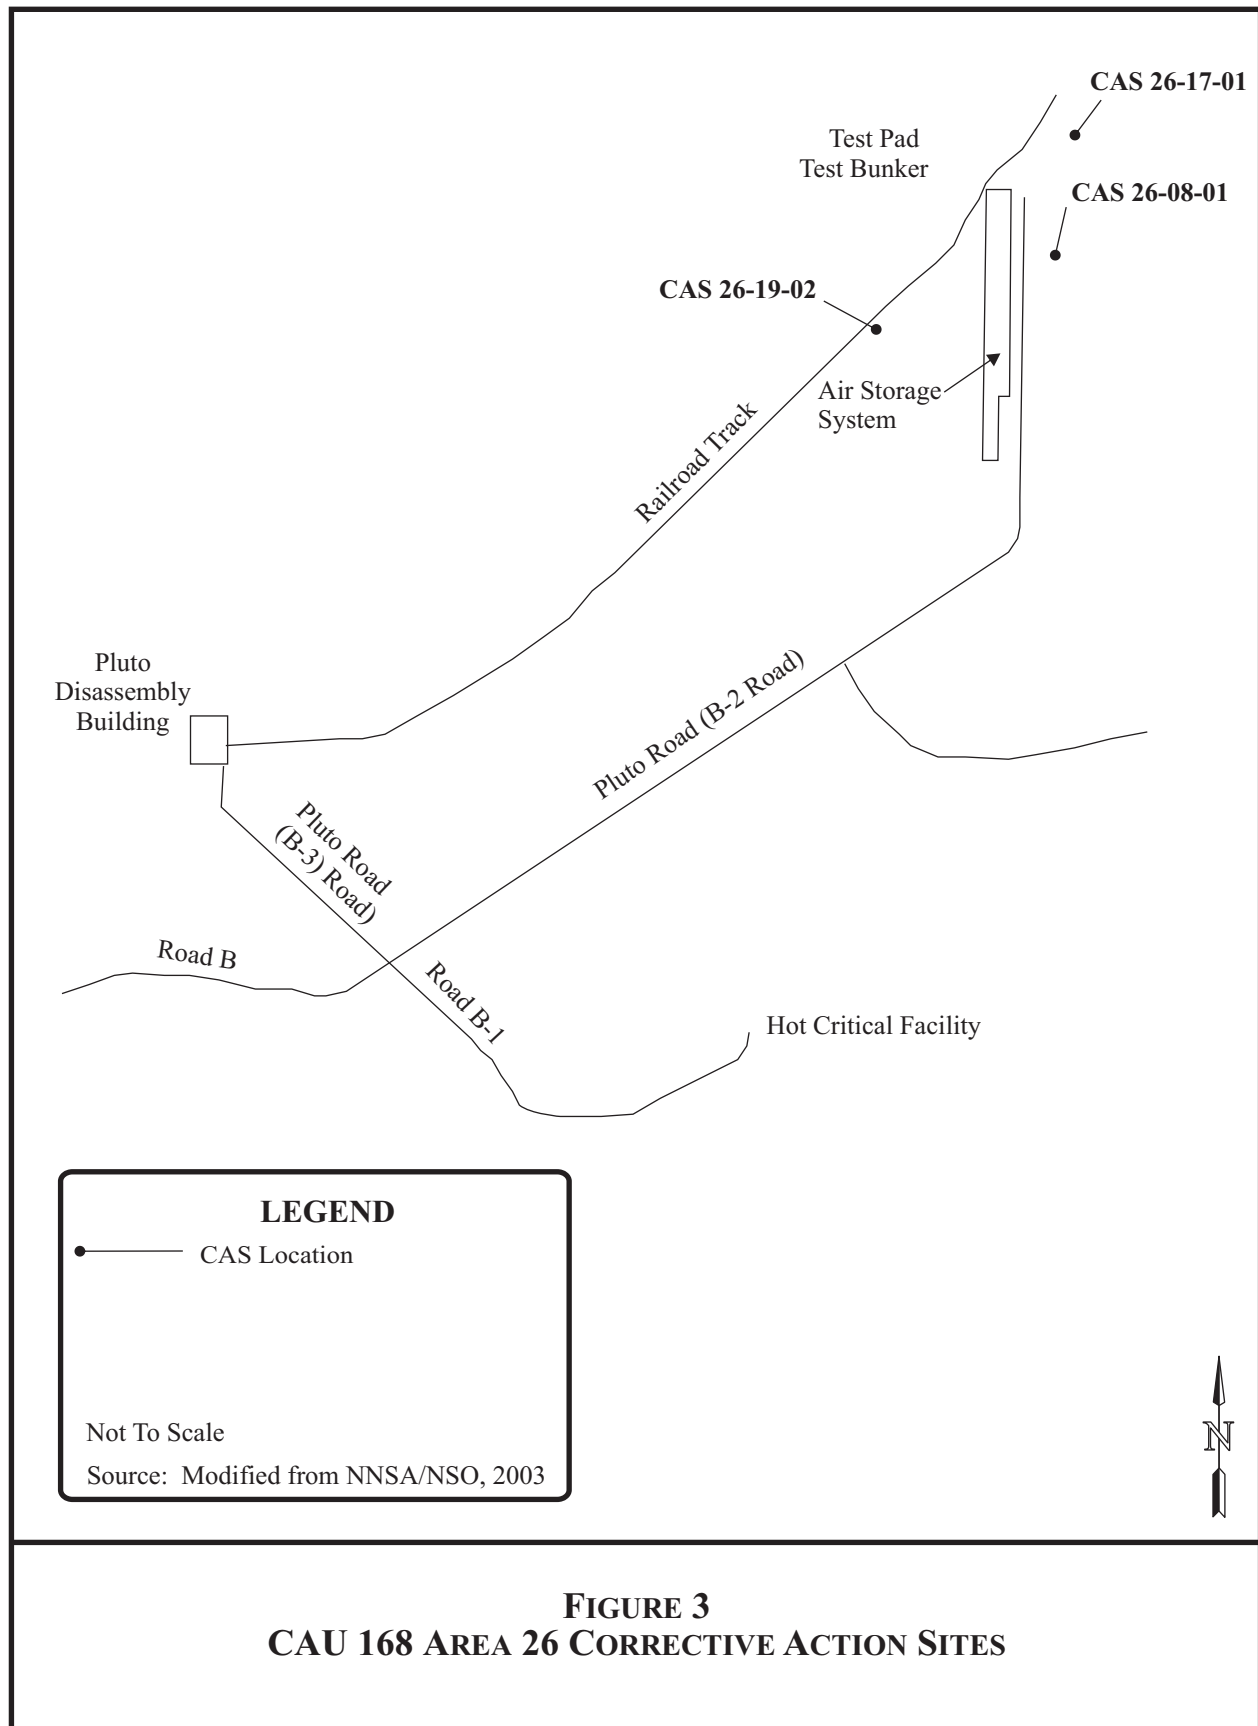 CAS 26-17-01
Test Pad
Test Bunker
CAS 26-08-01
CAS 26-19-02
Air Storage
System
Railroad Track
Pluto
Disassembly
Building
Pluto Road (B-2 Road)
Pluto Road
(B-3) Road)
Road B
Road B-1
Hot Critical Facility
LEGEND
CAS Location
Not To Scale
Source: Modified from NNSA/NSO, 2003
N
FIGURE 3
CAU 168 AREA 26 CORRECTIVE ACTION SITES